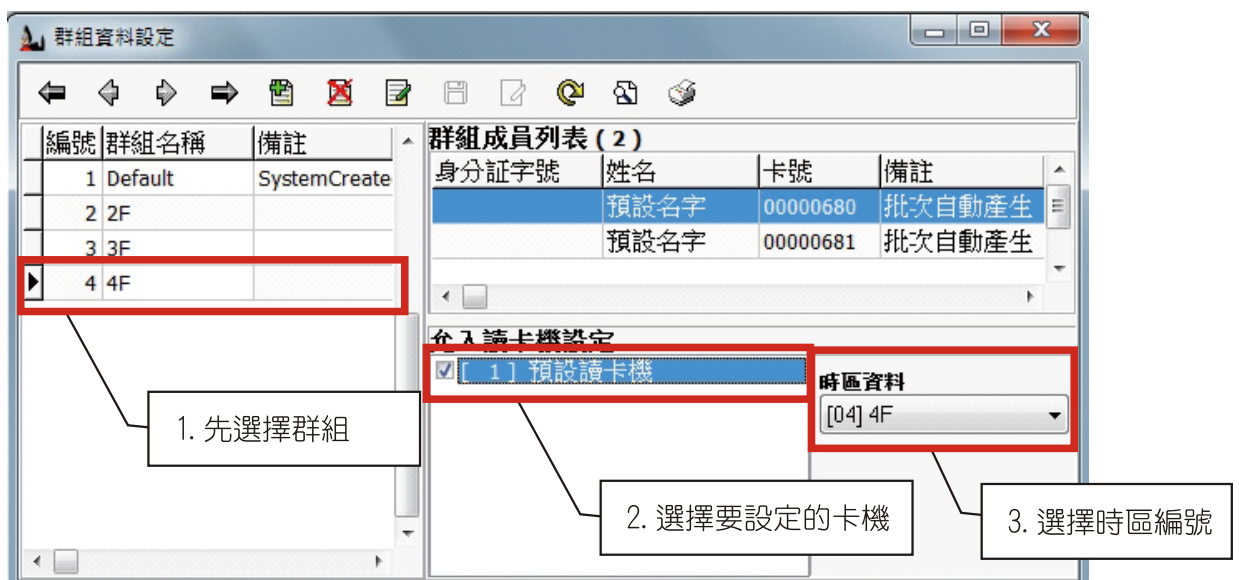 群組資料設定
編號 群組名稱 備註
1 Default SystemCreate
2 2F
3 3F
4 4F
群組成員列表 ( 2 )
身分証字號 姓名 卡號 備註
預設名字 00000680 批次自動產生
預設名字 00000681 批次自動產生
允入讀卡機設定
[ 1] 預設讀卡機
時區資料
[04] 4F
1. 先選擇群組
2. 選擇要設定的卡機
3. 選擇時區編號